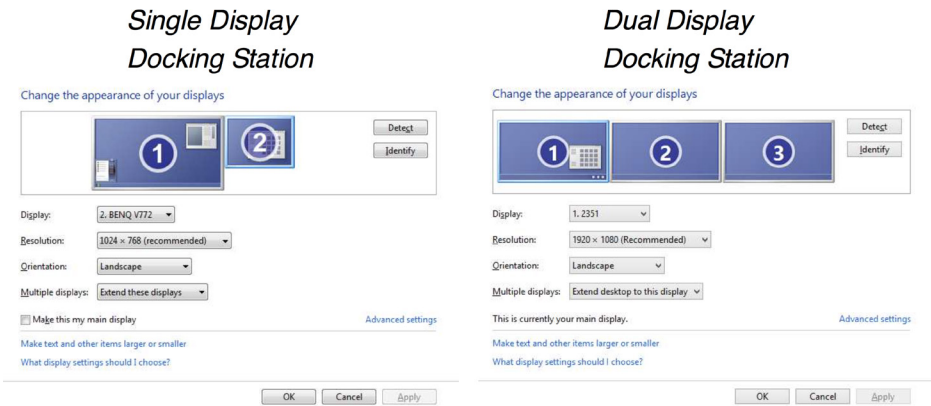 Single Display
Docking Station
Change the appearance of your displays
1
2
Detect
Identify
Display: 2. BENQ V772
Resolution: 1024 × 768 (recommended)
Orientation: Landscape
Multiple displays: Extend these displays
Make this my main display
Advanced settings
Make text and other items larger or smaller
What display settings should I choose?
OK Cancel Apply
Dual Display
Docking Station
Change the appearance of your displays
1
2
3
Detect
Identify
Display: 1. 2351
Resolution: 1920 × 1080 (Recommended)
Orientation: Landscape
Multiple displays: Extend desktop to this display
This is currently your main display.
Advanced settings
Make text and other items larger or smaller
What display settings should I choose?
OK Cancel Apply